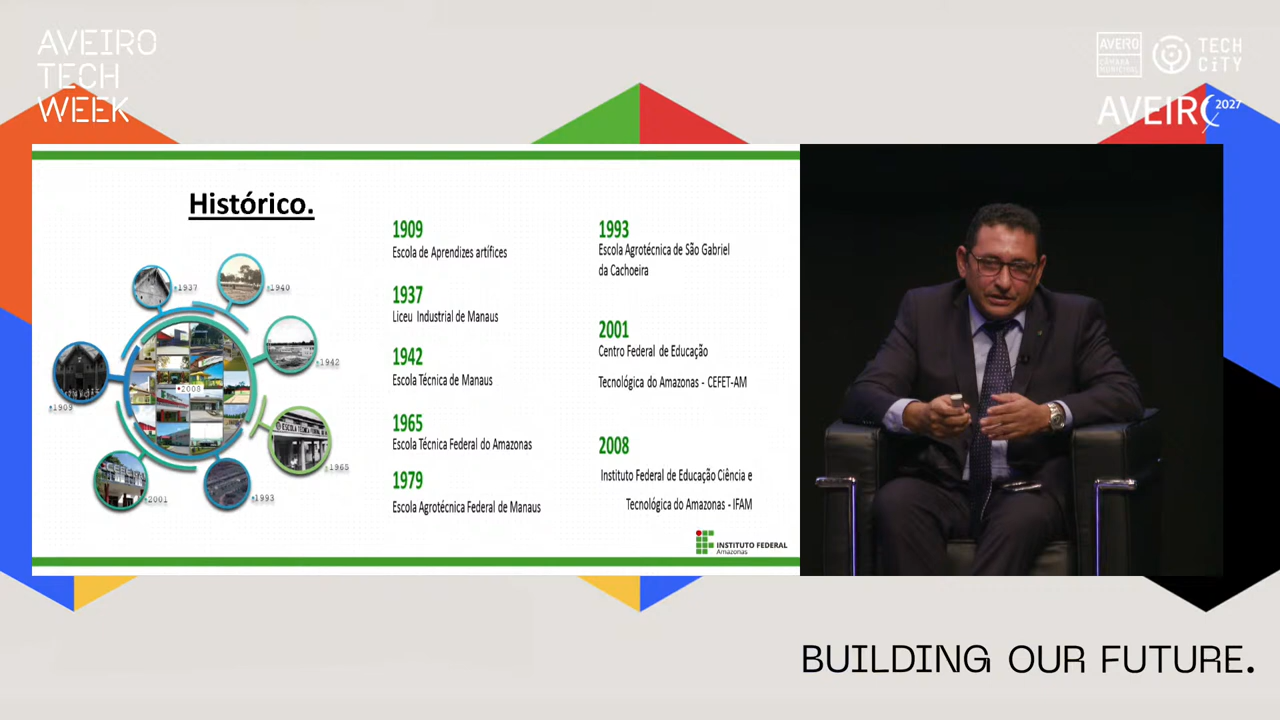 AVEIRO
TECH
WEEK
AVEIRO
CÂMARA
MUNICIPAL
TECH
CITY
AVEIRO 2027
Histórico.
1937
1940
1942
1909
2008
1965
2001
1993
1909
Escola de Aprendizes artífices
1937
Liceu Industrial de Manaus
1942
Escola Técnica de Manaus
1965
Escola Técnica Federal do Amazonas
1979
Escola Agrotécnica Federal de Manaus
1993
Escola Agrotécnica de São Gabriel
da Cachoeira
2001
Centro Federal de Educação
Tecnológica do Amazonas - CEFET-AM
2008
Instituto Federal de Educação Ciência e
Tecnológica do Amazonas - IFAM
INSTITUTO FEDERAL
Amazonas
BUILDING OUR FUTURE.